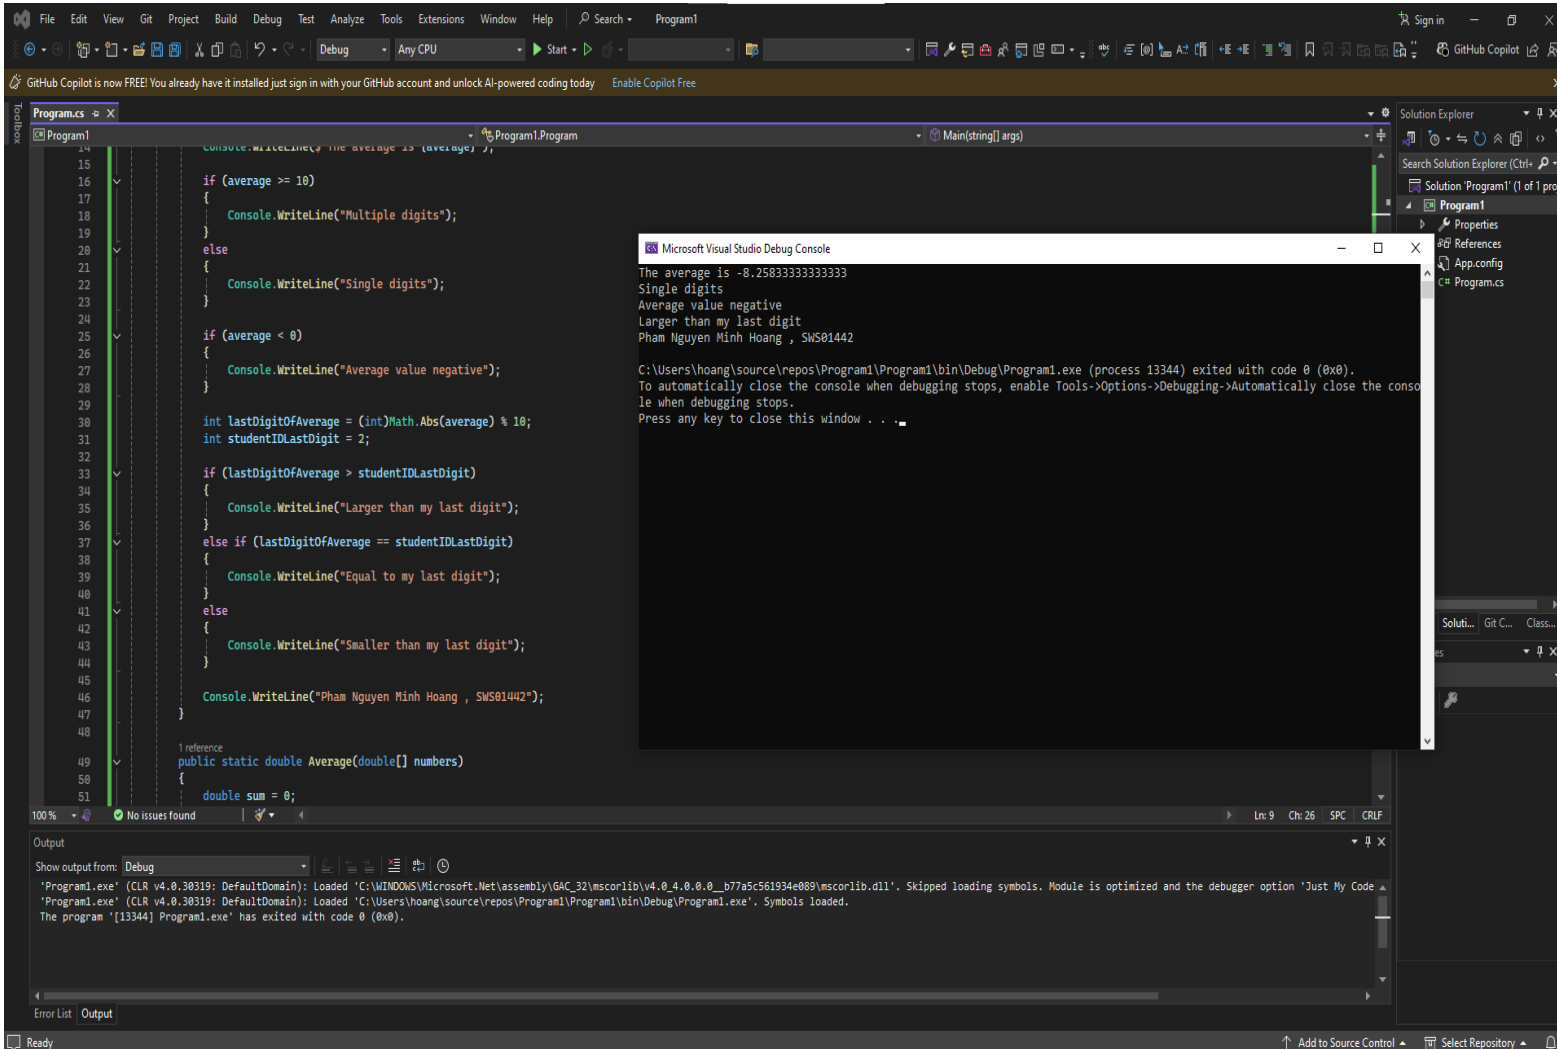 File Edit View Git Project Build Debug Test Analyze Tools Extensions Window Help Search Program1 Sign in
Debug Any CPU Start GitHub Copilot
GitHub Copilot is now FREE! You already have it installed just sign in with your GitHub account and unlock AI-powered coding today Enable Copilot Free
Toolbox
Program.cs
Program1 Program1.Program Main(string[] args)
14 Console.WriteLine($"The average is {average}");
15
16 if (average >= 10)
17 {
18 Console.WriteLine("Multiple digits");
19 }
20 else
21 {
22 Console.WriteLine("Single digits");
23 }
24
25 if (average < 0)
26 {
27 Console.WriteLine("Average value negative");
28 }
29
30 int lastDigitOfAverage = (int)Math.Abs(average) % 10;
31 int studentIDLastDigit = 2;
32
33 if (lastDigitOfAverage > studentIDLastDigit)
34 {
35 Console.WriteLine("Larger than my last digit");
36 }
37 else if (lastDigitOfAverage == studentIDLastDigit)
38 {
39 Console.WriteLine("Equal to my last digit");
40 }
41 else
42 {
43 Console.WriteLine("Smaller than my last digit");
44 }
45
46 Console.WriteLine("Pham Nguyen Minh Hoang , SWS01442");
47 }
48
1 reference
49 public static double Average(double[] numbers)
50 {
51 double sum = 0;
100 % No issues found Ln: 9 Ch: 26 SPC CRLF
Microsoft Visual Studio Debug Console
The average is -8.25833333333333
Single digits
Average value negative
Larger than my last digit
Pham Nguyen Minh Hoang , SWS01442
C:\Users\hoang\source\repos\Program1\Program1\bin\Debug\Program1.exe (process 13344) exited with code 0 (0x0).
To automatically close the console when debugging stops, enable Tools->Options->Debugging->Automatically close the conso
le when debugging stops.
Press any key to close this window . . .
Solution Explorer
Search Solution Explorer (Ctrl+
Solution 'Program1' (1 of 1 pro
Program1
Properties
References
App.config
C# Program.cs
Soluti... Git C... Class...
es
Output
Show output from: Debug
'Program1.exe' (CLR v4.0.30319: DefaultDomain): Loaded 'C:\WINDOWS\Microsoft.Net\assembly\GAC_32\mscorlib\v4.0_4.0.0.0__b77a5c561934e089\mscorlib.dll'. Skipped loading symbols. Module is optimized and the debugger option 'Just My Code
'Program1.exe' (CLR v4.0.30319: DefaultDomain): Loaded 'C:\Users\hoang\source\repos\Program1\Program1\bin\Debug\Program1.exe'. Symbols loaded.
The program '[13344] Program1.exe' has exited with code 0 (0x0).
Error List Output
Ready Add to Source Control Select Repository